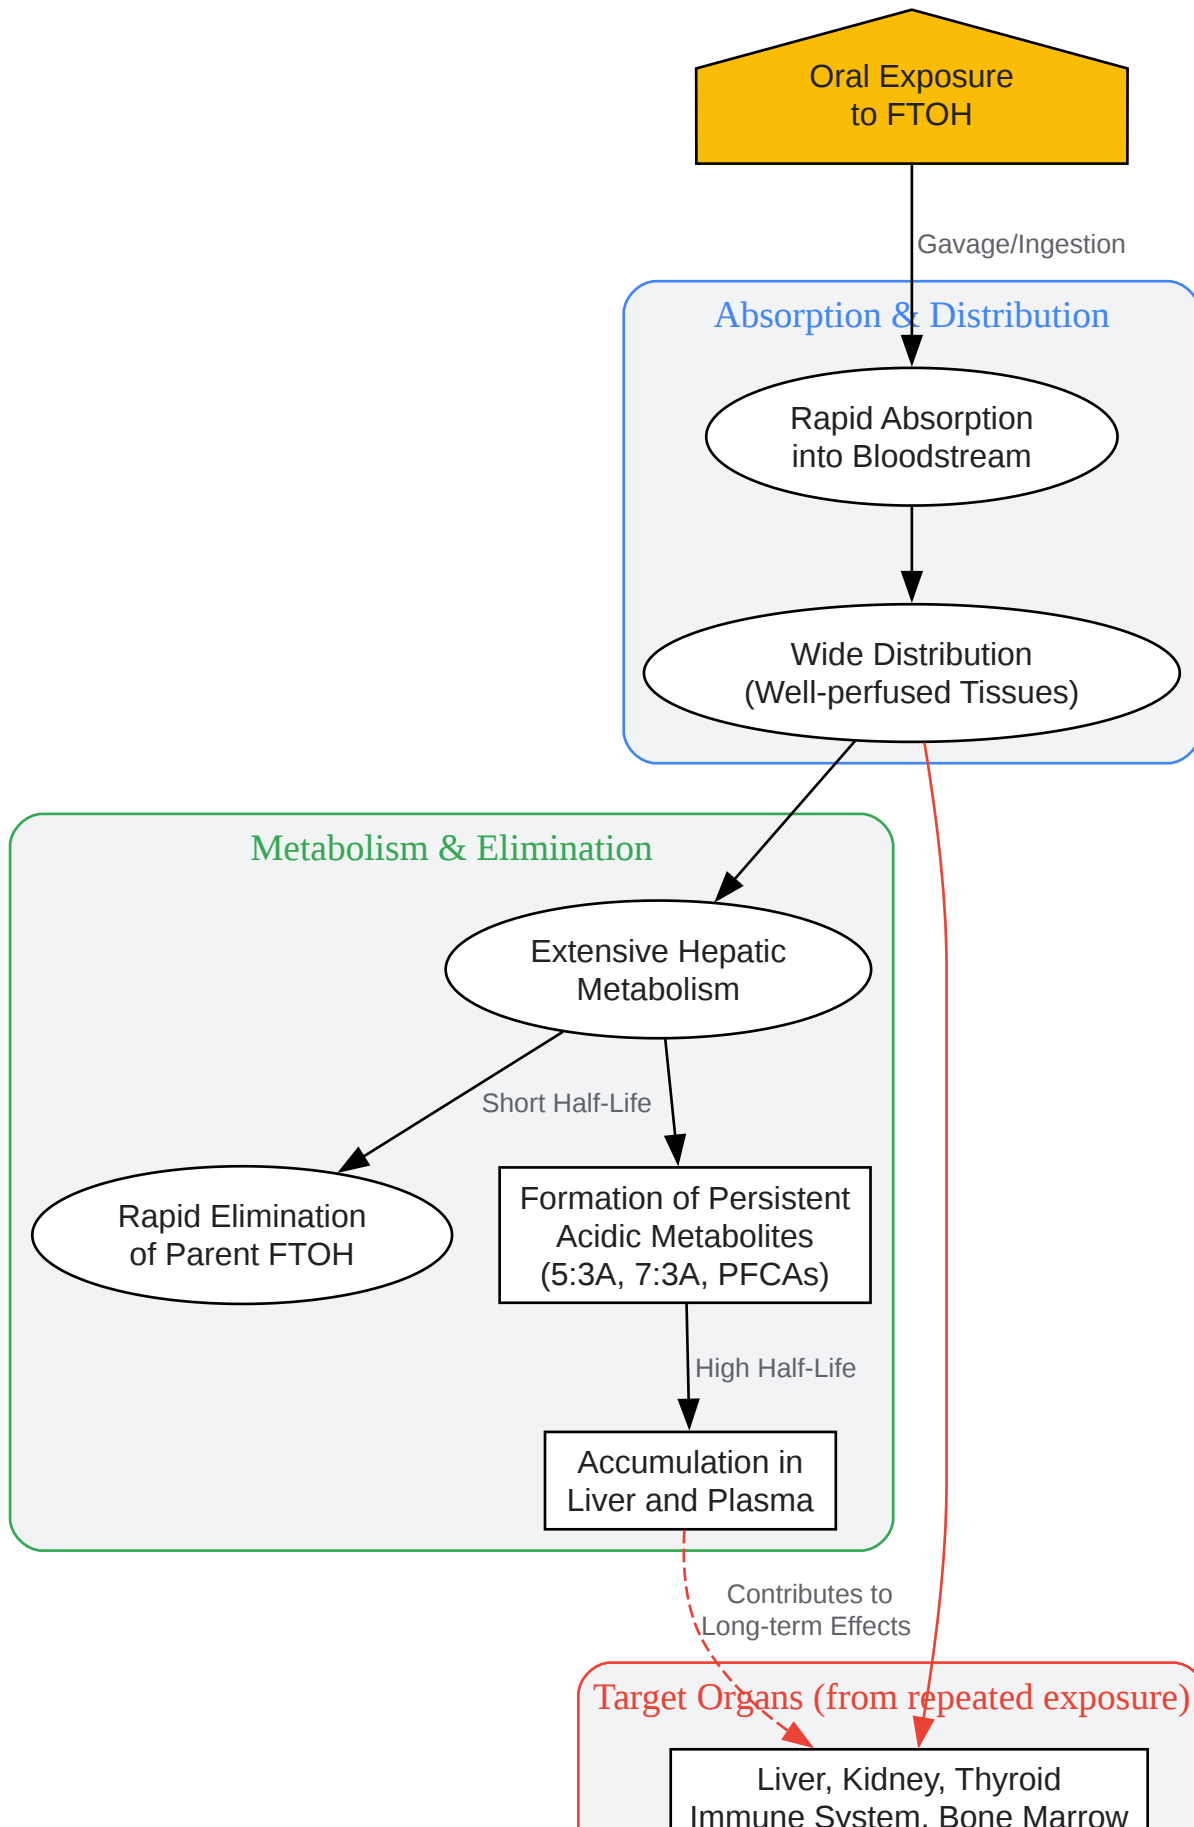 Oral Exposure
to FTOH
Gavage/Ingestion
Absorption & Distribution
Rapid Absorption
into Bloodstream
Wide Distribution
(Well-perfused Tissues)
Metabolism & Elimination
Extensive Hepatic
Metabolism
Short Half-Life
Rapid Elimination
of Parent FTOH
Formation of Persistent
Acidic Metabolites
(5:3A, 7:3A, PFCAs)
High Half-Life
Accumulation in
Liver and Plasma
Contributes to
Long-term Effects
Target Organs (from repeated exposure)
Liver, Kidney, Thyroid
Immune System, Bone Marrow